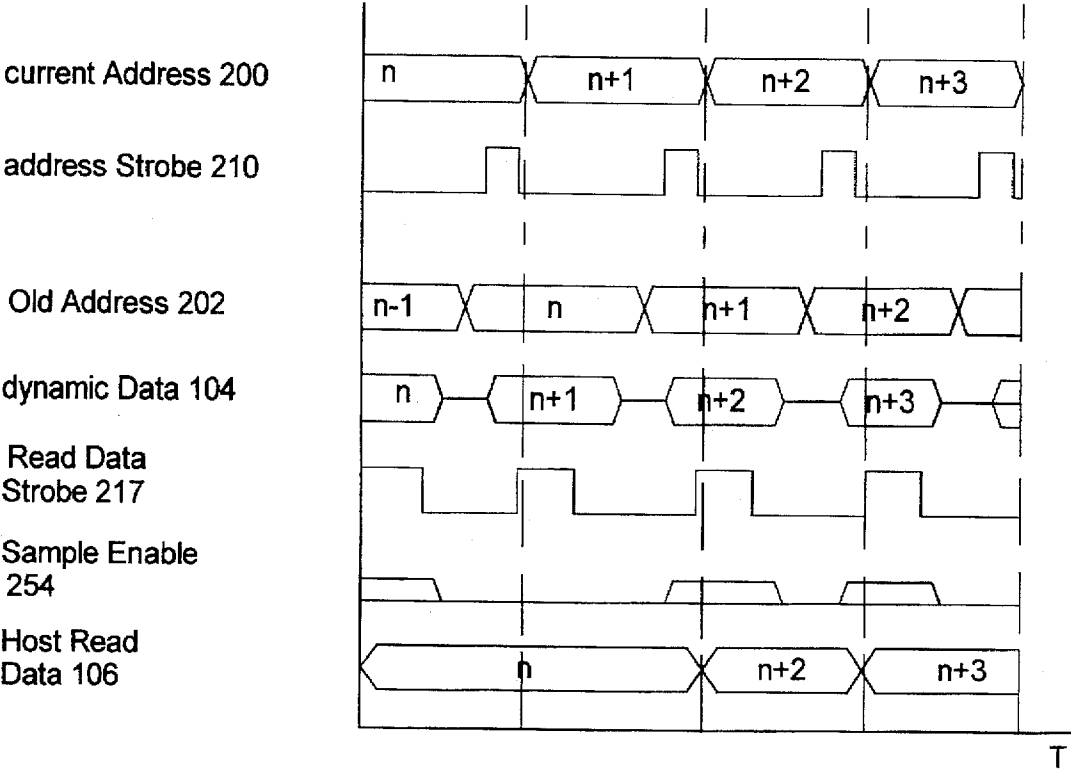 current Address 200 n n+1 n+2 n+3
address Strobe 210
Old Address 202 n-1 n n+1 n+2
dynamic Data 104 n n+1 n+2 n+3
Read Data
Strobe 217
Sample Enable
254
Host Read
Data 106 n n+2 n+3
T